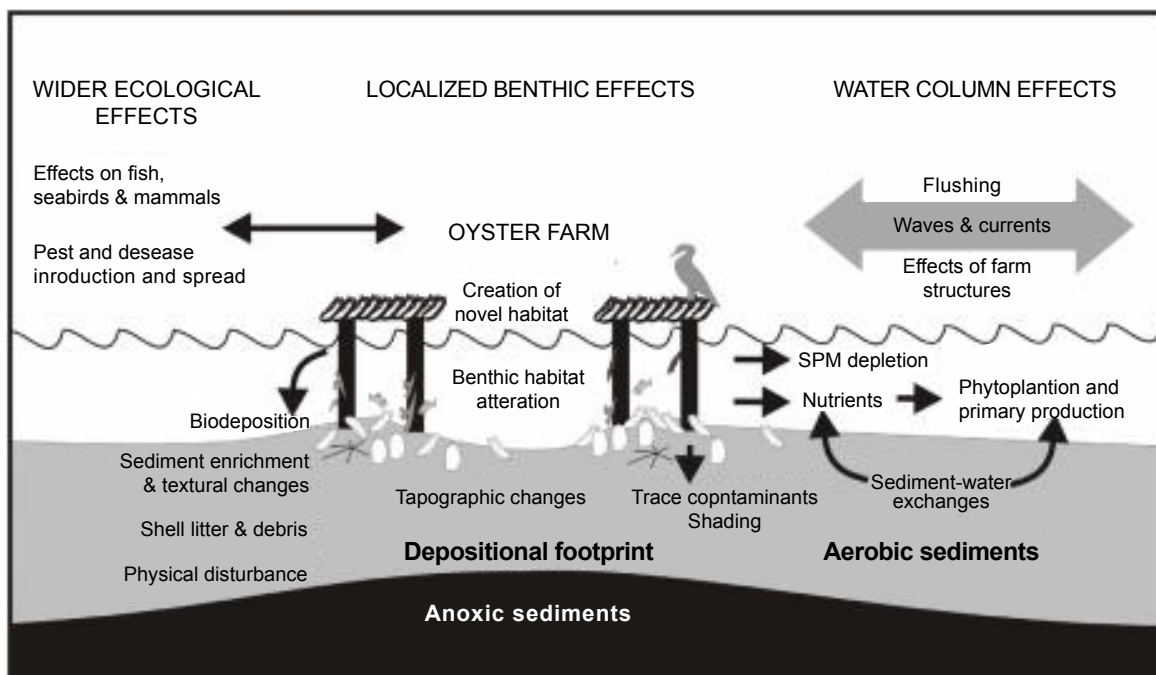 WIDER ECOLOGICAL
EFFECTS
LOCALIZED BENTHIC EFFECTS
WATER COLUMN EFFECTS
Effects on fish,
seabirds & mammals
Pest and desease
inroduction and spread
OYSTER FARM
Creation of
novel habitat
Flushing
Waves & currents
Effects of farm
structures
Benthic habitat
atteration
SPM depletion
Nutrients
Phytoplantion and
primary production
Biodeposition
Sediment enrichment
& textural changes
Shell litter & debris
Physical disturbance
Tapographic changes
Trace copntaminants
Shading
Sediment-water
exchanges
Depositional footprint
Aerobic sediments
Anoxic sediments